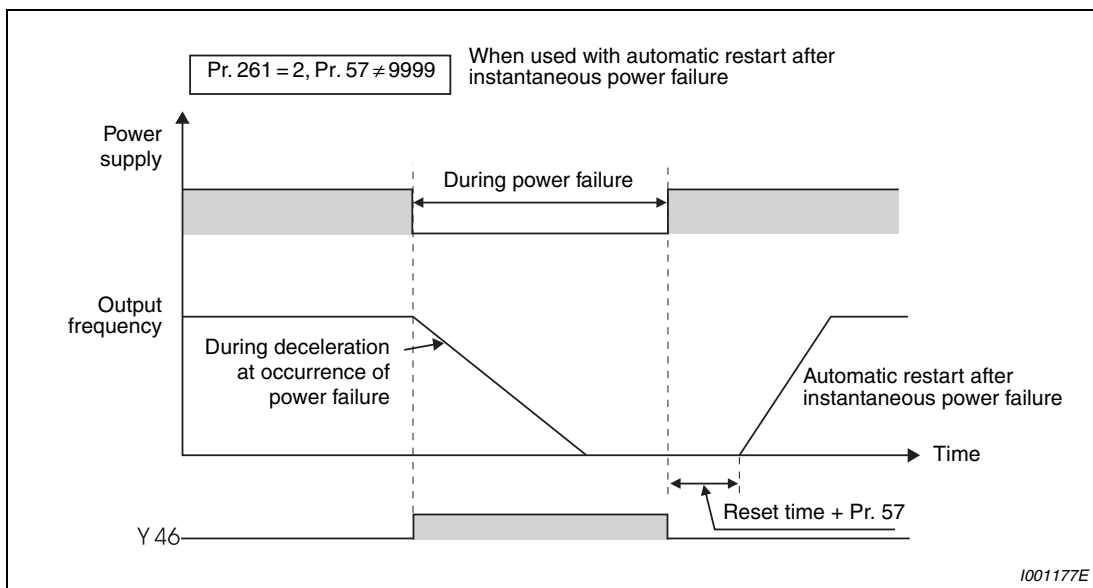 Pr. 261 = 2, Pr. 57 ≠ 9999
When used with automatic restart after
instantaneous power failure
Power
supply
During power failure
Output
frequency
During deceleration
at occurrence of
power failure
Automatic restart after
instantaneous power failure
Time
Reset time + Pr. 57
Y 46
I001177E